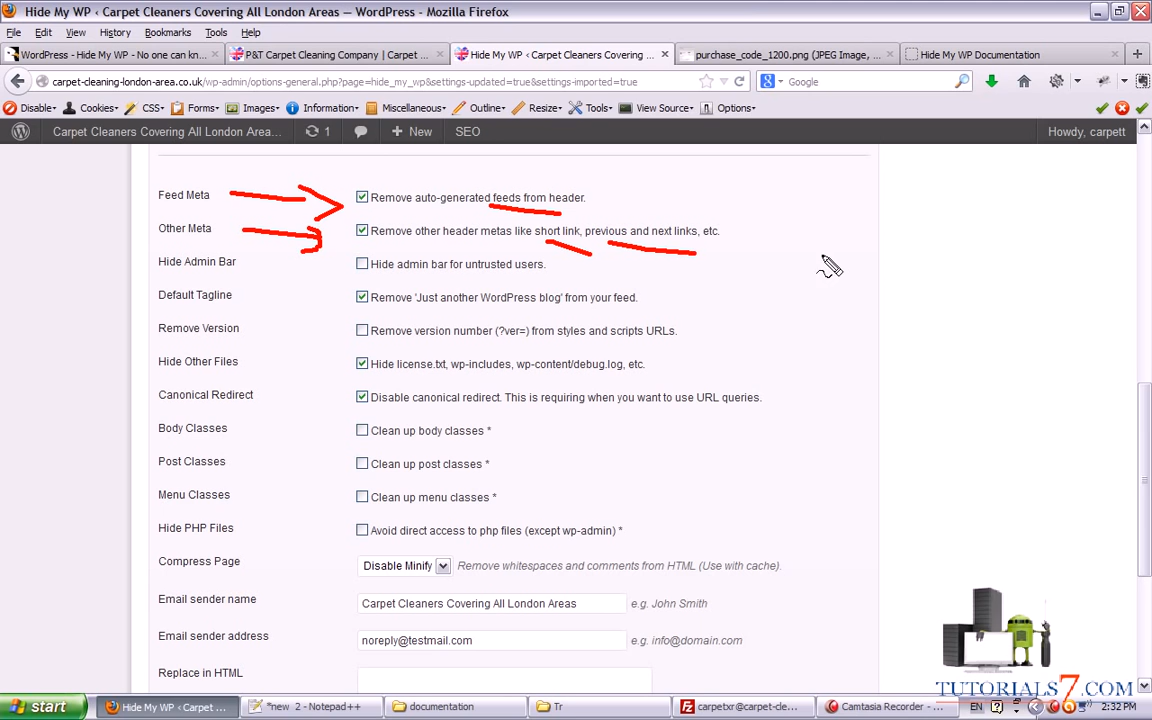 Hide My WP ‹ Carpet Cleaners Covering All London Areas — WordPress - Mozilla Firefox
File Edit View History Bookmarks Tools Help
WordPress - Hide My WP - No one can kn... P&T Carpet Cleaning Company | Carpet ... Hide My WP ‹ Carpet Cleaners Covering ... purchase_code_1200.png (JPEG Image, ... Hide My WP Documentation
carpet-cleaning-london-area.co.uk/wp-admin/options-general.php?page=hide_my_wp&settings-updated=true&settings-imported=true Google
Disable Cookies CSS Forms Images Information Miscellaneous Outline Resize Tools View Source Options
Carpet Cleaners Covering All London Areas... 1 New SEO Howdy, carpett
Feed Meta Remove auto-generated feeds from header.
Other Meta Remove other header metas like short link, previous and next links, etc.
Hide Admin Bar Hide admin bar for untrusted users.
Default Tagline Remove 'Just another WordPress blog' from your feed.
Remove Version Remove version number (?ver=) from styles and scripts URLs.
Hide Other Files Hide license.txt, wp-includes, wp-content/debug.log, etc.
Canonical Redirect Disable canonical redirect. This is requiring when you want to use URL queries.
Body Classes Clean up body classes *
Post Classes Clean up post classes *
Menu Classes Clean up menu classes *
Hide PHP Files Avoid direct access to php files (except wp-admin) *
Compress Page Disable Minify Remove whitespaces and comments from HTML (Use with cache).
Email sender name Carpet Cleaners Covering All London Areas e.g. John Smith
Email sender address noreply@testmail.com e.g. info@domain.com
Replace in HTML
TUTORIALS7.COM
start Hide My WP ‹ Carpet ... *new 2 - Notepad++ documentation Tr carpetxr@carpet-cle... Camtasia Recorder - ... EN 2:32 PM